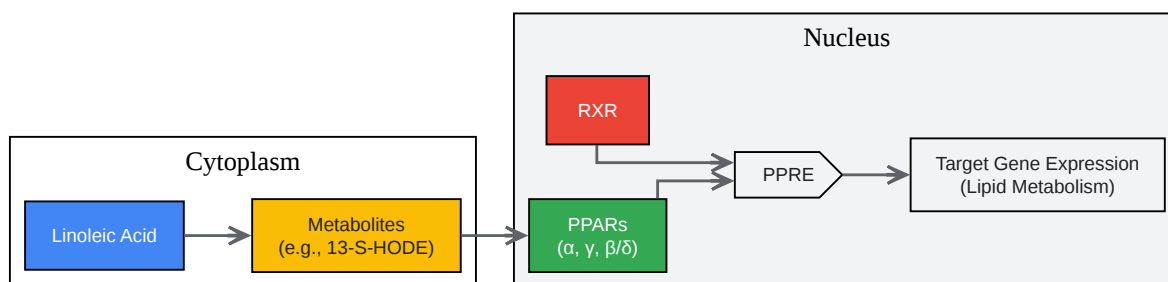 Cytoplasm
Linoleic Acid
Metabolites
(e.g., 13-S-HODE)
Nucleus
RXR
PPARs
(α, γ, β/δ)
PPRE
Target Gene Expression
(Lipid Metabolism)